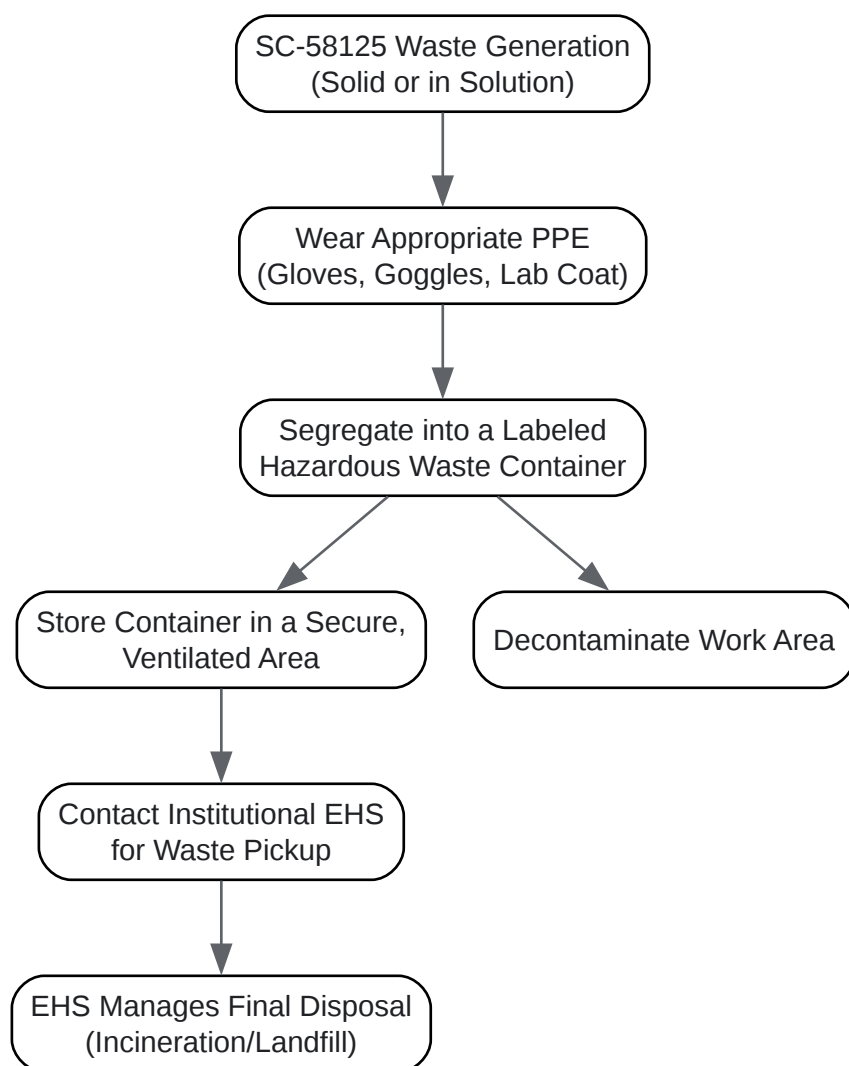 SC-58125 Waste Generation
(Solid or in Solution)
Wear Appropriate PPE
(Gloves, Goggles, Lab Coat)
Segregate into a Labeled
Hazardous Waste Container
Store Container in a Secure,
Ventilated Area
Decontaminate Work Area
Contact Institutional EHS
for Waste Pickup
EHS Manages Final Disposal
(Incineration/Landfill)